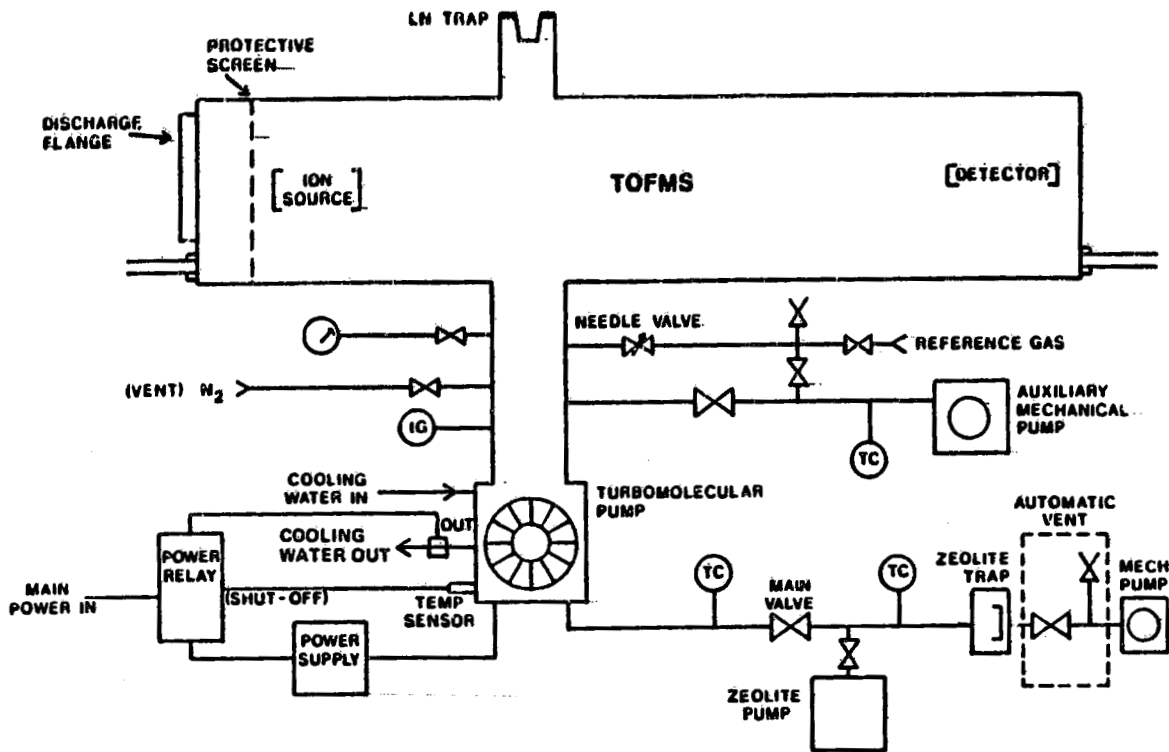 LN TRAP
PROTECTIVE
SCREEN
DISCHARGE
FLANGE
ION
SOURCE
TOFMS
DETECTOR
NEEDLE VALVE
REFERENCE GAS
(VENT) N2
AUXILIARY
MECHANICAL
PUMP
IG
TC
COOLING
WATER IN
TURBOMOLECULAR
PUMP
AUTOMATIC
VENT
OUT
COOLING
WATER OUT
POWER
RELAY
MAIN
POWER IN
(SHUT-OFF)
TEMP
SENSOR
POWER
SUPPLY
TC
MAIN
VALVE
TC
ZEOLITE
TRAP
MECH
PUMP
ZEOLITE
PUMP